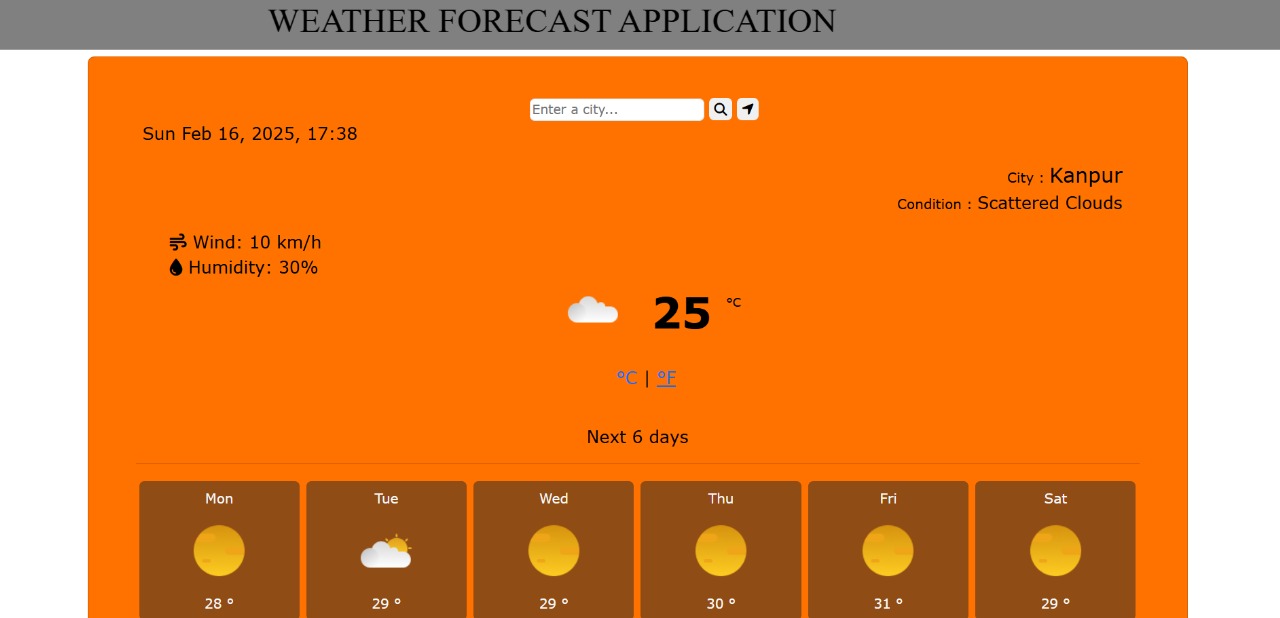 WEATHER FORECAST APPLICATION
Enter a city...
Sun Feb 16, 2025, 17:38
City : Kanpur
Condition : Scattered Clouds
Wind: 10 km/h
Humidity: 30%
25 °C
°C | °F
Next 6 days
Mon Tue Wed Thu Fri Sat
28 ° 29 ° 29 ° 30 ° 31 ° 29 °